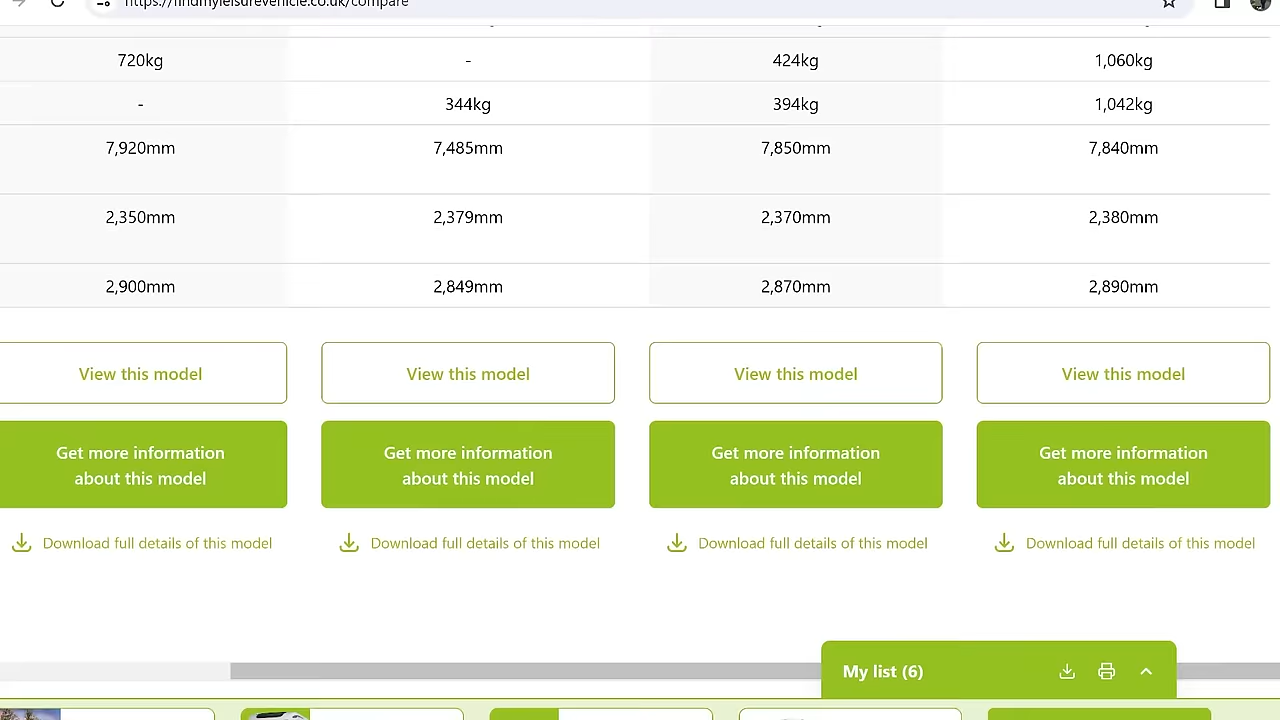 https://findmyleisurevehicle.co.uk/compare
720kg - 424kg 1,060kg
- 344kg 394kg 1,042kg
7,920mm 7,485mm 7,850mm 7,840mm
2,350mm 2,379mm 2,370mm 2,380mm
2,900mm 2,849mm 2,870mm 2,890mm
View this model View this model View this model View this model
Get more information Get more information Get more information Get more information
about this model about this model about this model about this model
Download full details of this model Download full details of this model Download full details of this model Download full details of this model
My list (6)